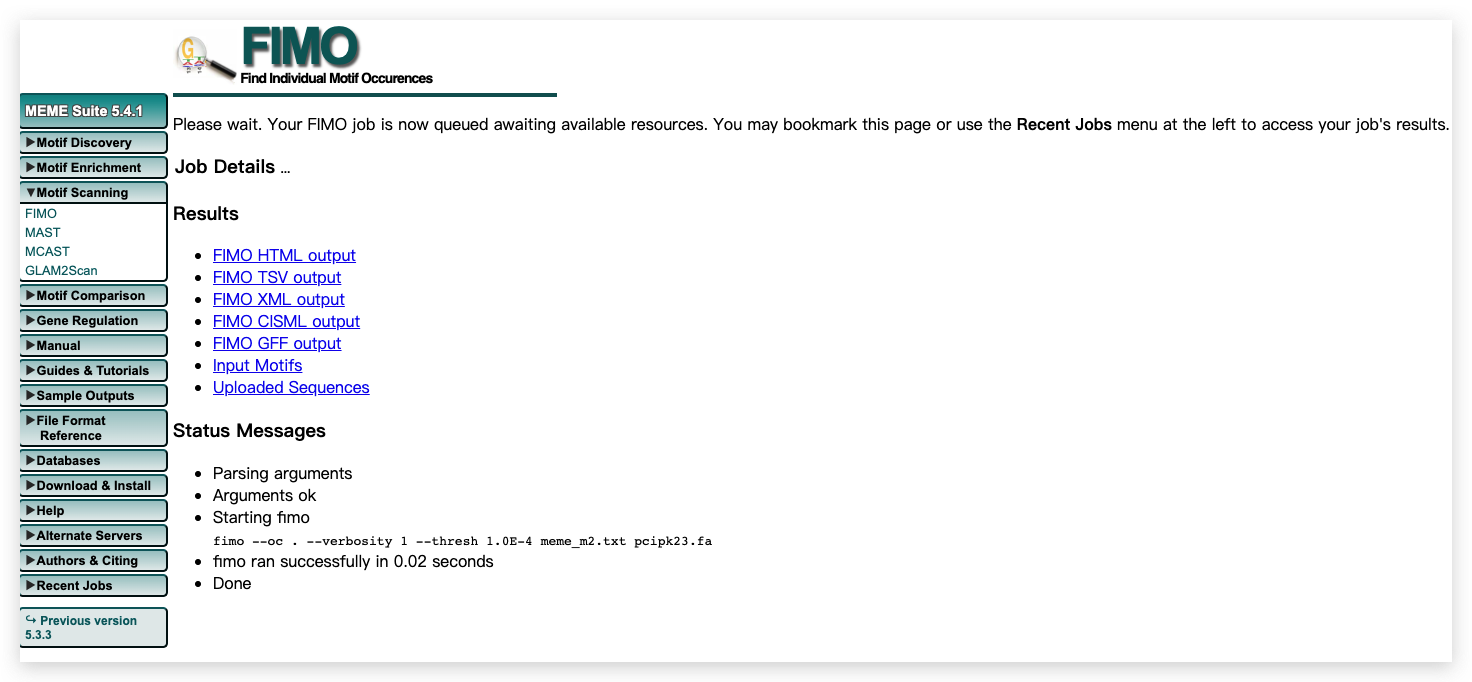 FIMO
Find Individual Motif Occurences
MEME Suite 5.4.1
▶Motif Discovery
▶Motif Enrichment
▼Motif Scanning
FIMO
MAST
MCAST
GLAM2Scan
▶Motif Comparison
▶Gene Regulation
▶Manual
▶Guides & Tutorials
▶Sample Outputs
▶File Format
Reference
▶Databases
▶Download & Install
▶Help
▶Alternate Servers
▶Authors & Citing
▶Recent Jobs
↪ Previous version
5.3.3
Please wait. Your FIMO job is now queued awaiting available resources. You may bookmark this page or use the Recent Jobs menu at the left to access your job's results.
Job Details ...
Results
• FIMO HTML output
• FIMO TSV output
• FIMO XML output
• FIMO CISML output
• FIMO GFF output
• Input Motifs
• Uploaded Sequences
Status Messages
• Parsing arguments
• Arguments ok
• Starting fimo
fimo --oc . --verbosity 1 --thresh 1.0E-4 meme_m2.txt pcipk23.fa
• fimo ran successfully in 0.02 seconds
• Done